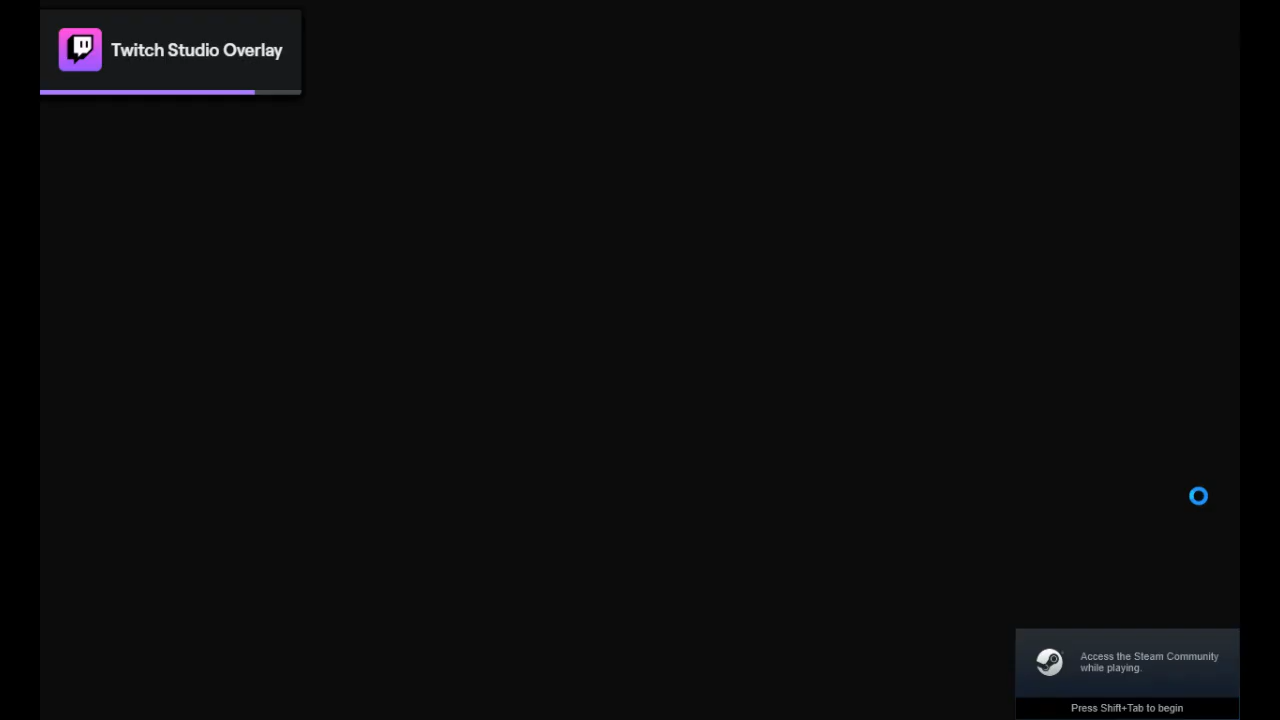 Twitch Studio Overlay
Access the Steam Community
while playing.
Press Shift+Tab to begin